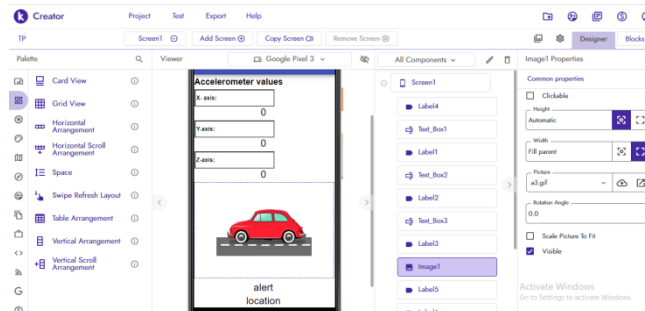 Creator Project Test Export Help
TP Screen1 Add Screen Copy Screen Remove Screen Designer Blocks
Palette Viewer Google Pixel 3 All Components Image1 Properties
Card View
Grid View
Horizontal Arrangement
Horizontal Scroll Arrangement
Space
Swipe Refresh Layout
Table Arrangement
Vertical Arrangement
Vertical Scroll Arrangement
Accelerometer values
X- axis:
0
Y-axis:
0
Z-axis:
0
alert
location
Screen1
Label4
Text_Box1
Label1
Text_Box2
Label2
Text_Box3
Label3
Image1
Label5
Common properties
Clickable
Height
Automatic
Width
Fill parent
Picture
a3.gif
Rotation Angle
0.0
Scale Picture To Fit
Visible
Activate Windows
Go to Settings to activate Windows.